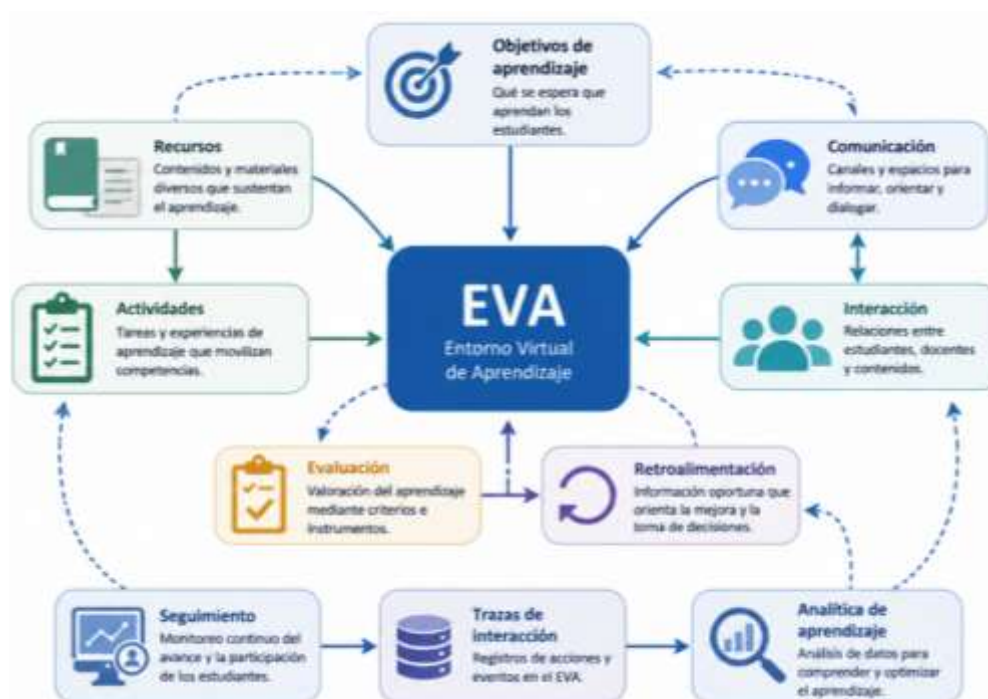 Objetivos de
aprendizaje
Qué se espera que
aprendan los
estudiantes.
Recursos
Contenidos y materiales
diversos que sustentan
el aprendizaje.
Comunicación
Canales y espacios para
informar, orientar y
dialogar.
EVA
Entorno Virtual
de Aprendizaje
Actividades
Tareas y experiencias de
aprendizaje que movilizan
competencias.
Interacción
Relaciones entre
estudiantes, docentes
y contenidos.
Evaluación
Valoración del aprendizaje
mediante criterios e
instrumentos.
Retroalimentación
Información oportuna que
orienta la mejora y la
toma de decisiones.
Seguimiento
Monitoreo continuo del
avance y la participación
de los estudiantes.
Trazas de
interacción
Registros de acciones y
eventos en el EVA.
Analítica de
aprendizaje
Análisis de datos para
comprender y optimizar
el aprendizaje.